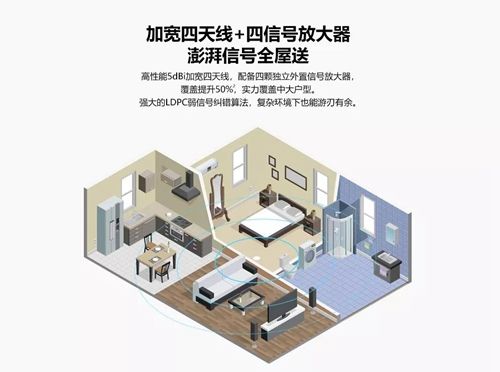 加宽四天线+四信号放大器
澎湃信号全屋送
高性能5dBi加宽四天线，配备四颗独立外置信号放大器，
覆盖提升50%，实力覆盖中大户型。
强大的LDPC弱信号纠错算法，复杂环境下也能游刃有余。